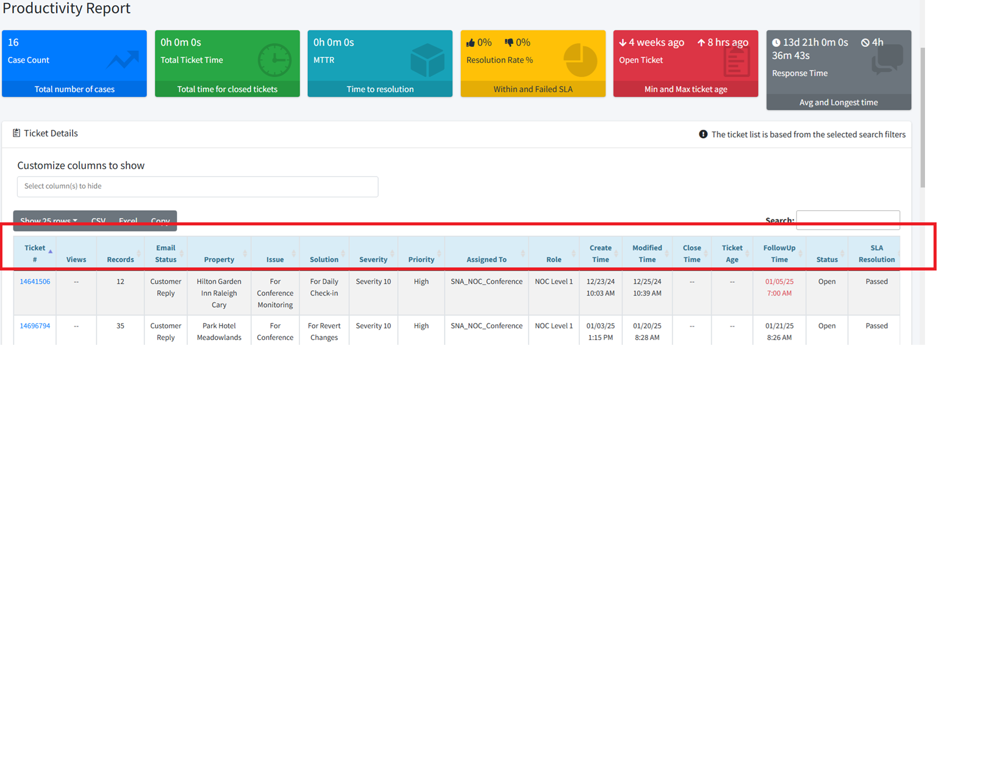 Productivity Report
16
Case Count
Total number of cases
0h 0m 0s
Total Ticket Time
Total time for closed tickets
0h 0m 0s
MTTR
Time to resolution
0% 0%
Resolution Rate %
Within and Failed SLA
4 weeks ago 8 hrs ago
Open Ticket
Min and Max ticket age
13d 21h 0m 0s 4h
36m 43s
Response Time
Avg and Longest time
Ticket Details
The ticket list is based from the selected search filters
Customize columns to show
Select column(s) to hide
Show 25 rows CSV Excel Copy
Search:
Ticket Email Create Modified Close Ticket FollowUp SLA
# Views Records Status Property Issue Solution Severity Priority Assigned To Role Time Time Time Age Time Status Resolution
14641506 -- 12 Customer Hilton Garden For For Daily Severity 10 High SNA_NOC_Conference NOC Level 1 12/23/24 12/25/24 -- -- 01/05/25 Open Passed
Reply Inn Raleigh Conference Check-in 10:03 AM 10:39 AM 7:00 AM
Cary Monitoring
14696794 -- 35 Customer Park Hotel For For Revert Severity 10 High SNA_NOC_Conference NOC Level 1 01/03/25 01/20/25 -- -- 01/21/25 Open Passed
Reply Meadowlands Conference Changes 1:15 PM 8:28 AM 8:26 AM